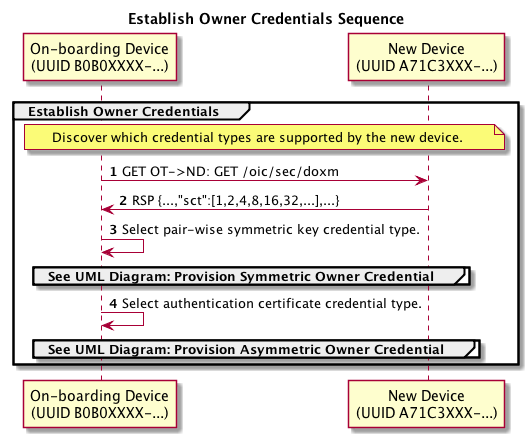 Establish Owner Credentials Sequence
On-boarding Device
(UUID B0B0XXXX-...)
New Device
(UUID A71C3XXX-...)
Establish Owner Credentials
Discover which credential types are supported by the new device.
1 GET OT->ND: GET /oic/sec/doxm
2 RSP {...,"sct":[1,2,4,8,16,32,...],...}
3 Select pair-wise symmetric key credential type.
See UML Diagram: Provision Symmetric Owner Credential
4 Select authentication certificate credential type.
See UML Diagram: Provision Asymmetric Owner Credential
On-boarding Device
(UUID B0B0XXXX-...)
New Device
(UUID A71C3XXX-...)